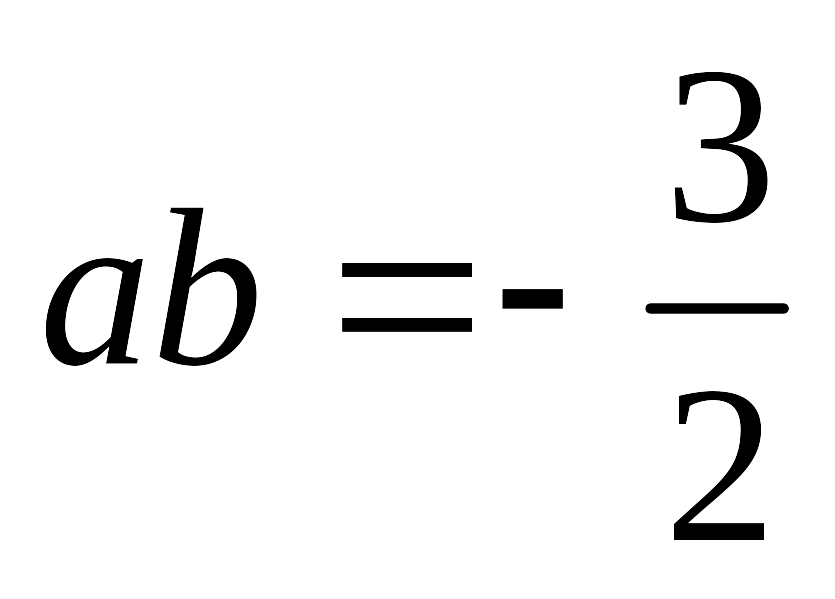 ab = - 3/2